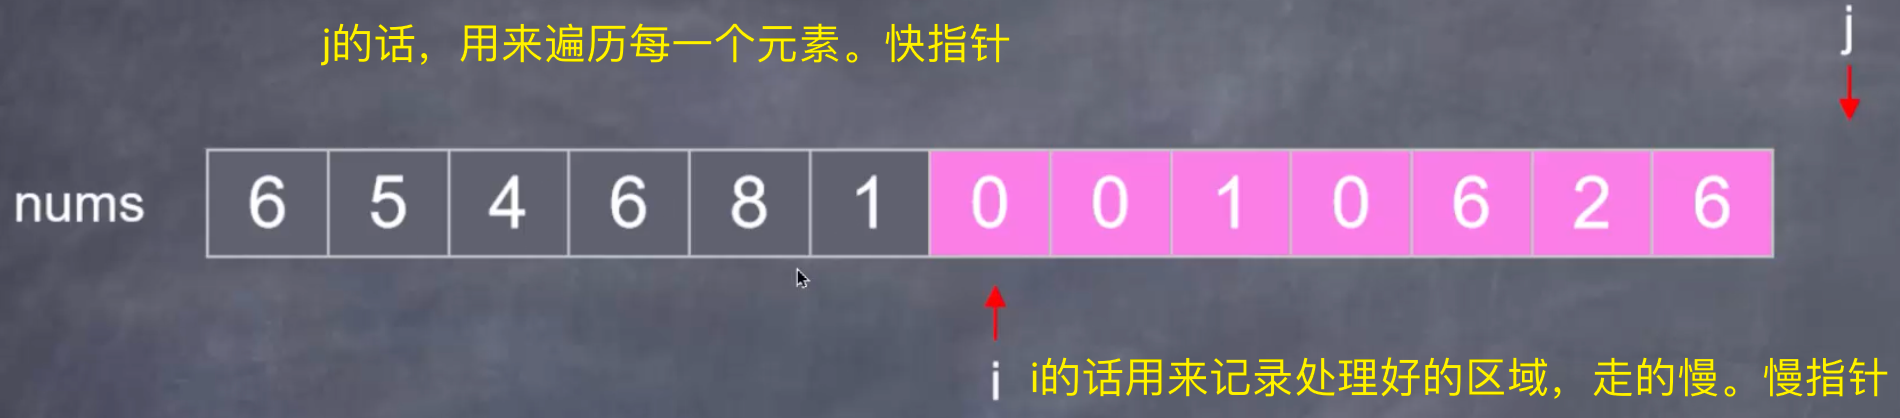 j
j的话，用来遍历每一个元素。快指针
nums 6 5 4 6 8 1 0 0 1 0 6 2 6
i i的话用来记录处理好的区域，走的慢。慢指针